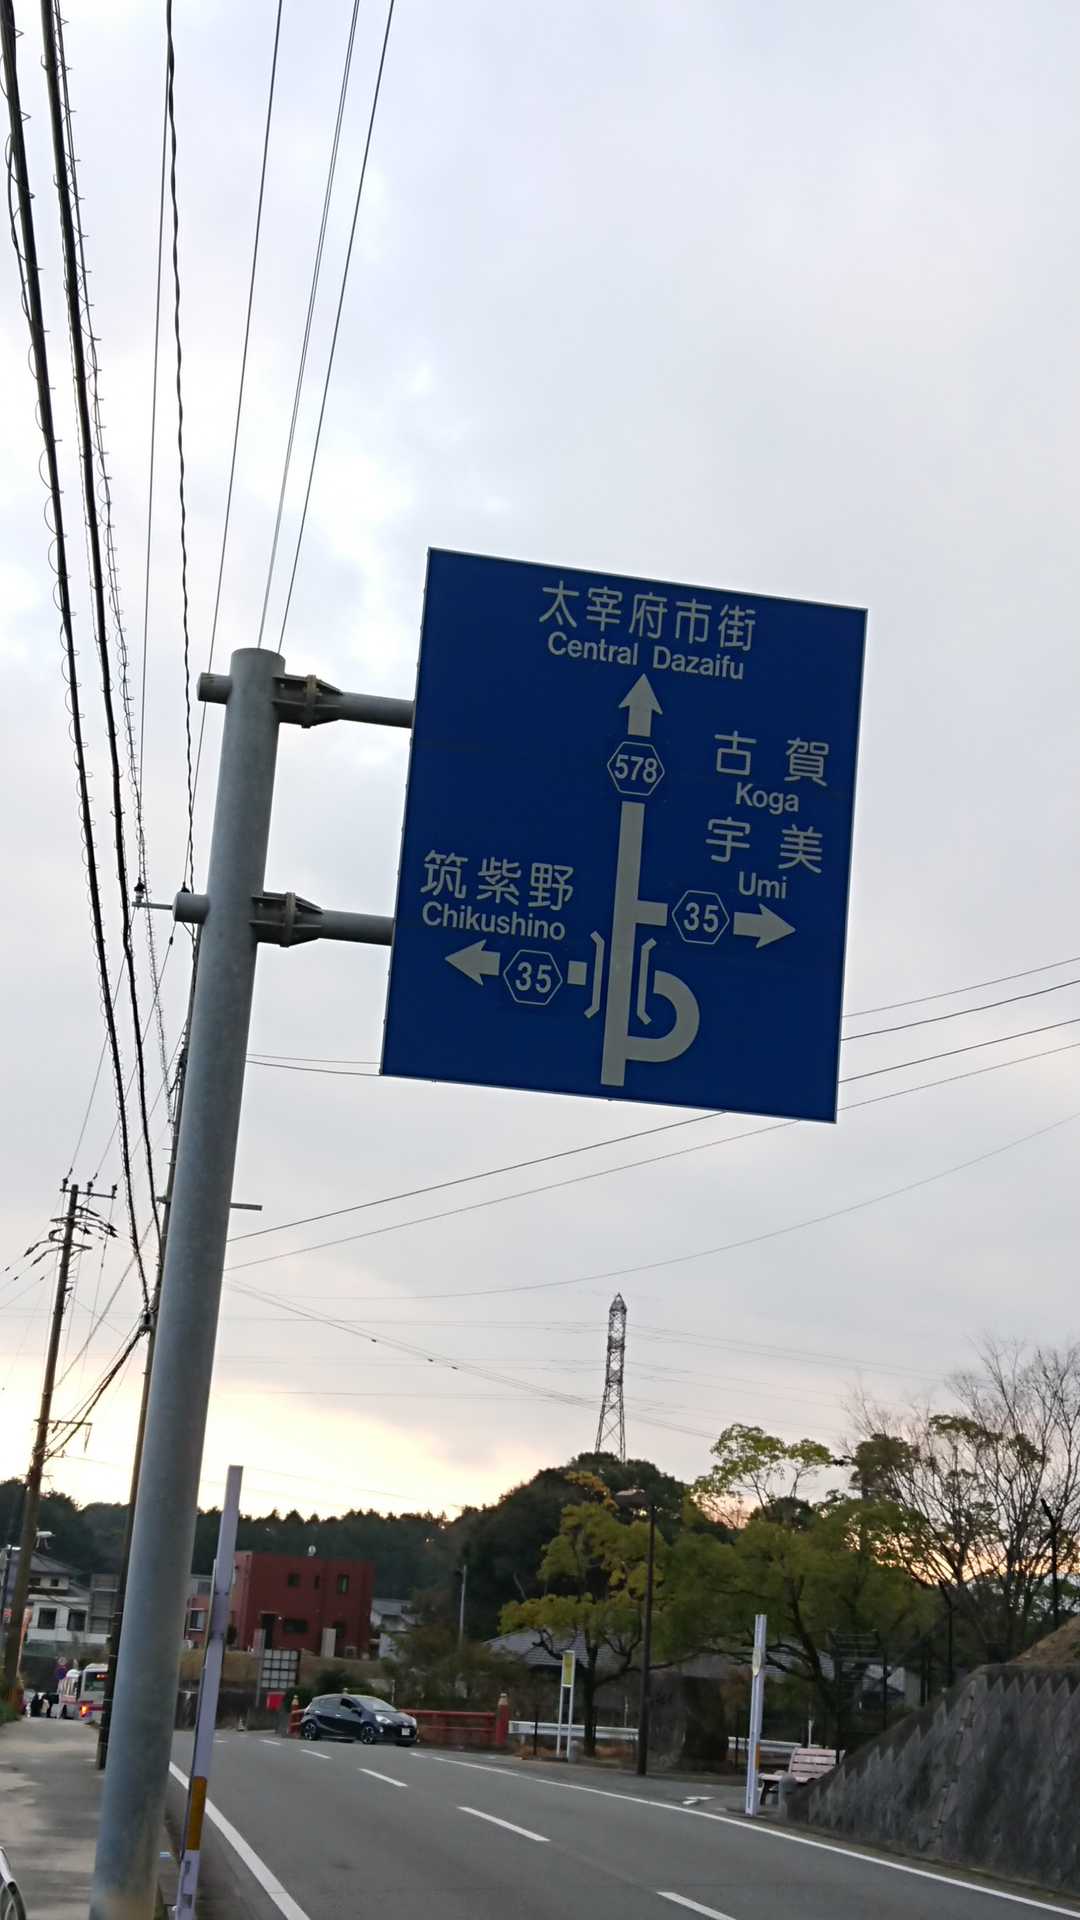 太宰府市街
Central Dazaifu
578
古賀
Koga
宇美
Umi
35
筑紫野
Chikushino
35